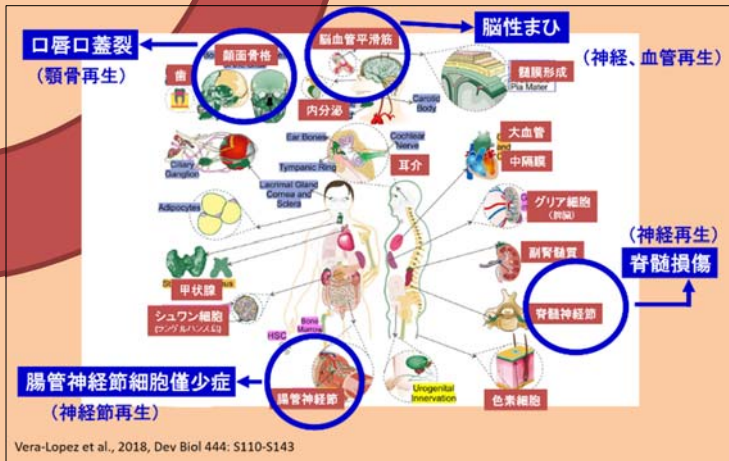 口唇口蓋裂
(顎骨再生)
顔面骨格
歯
脳血管平滑筋
内分泌
Carotid
Body
脳性まひ
(神経、血管再生)
髄膜形成
Pia Mater
Ciliary
Ganglion
Ear Bones
Cochlear
Nerve
Tympanic Ring
耳介
Lacrimal Gland
Cornea and
Sclera
大血管
中隔膜
Adipocytes
グリア細胞
副腎髄質
(神経再生)
脊髄損傷
甲状腺
シュワン細胞
脊髄神経節
HSC
Bone
Marrow
腸管神経節細胞僅少症
(神経節再生)
腸管神経節
Urogenital
Innervation
色素細胞
Vera-Lopez et al., 2018, Dev Biol 444: S110-S143